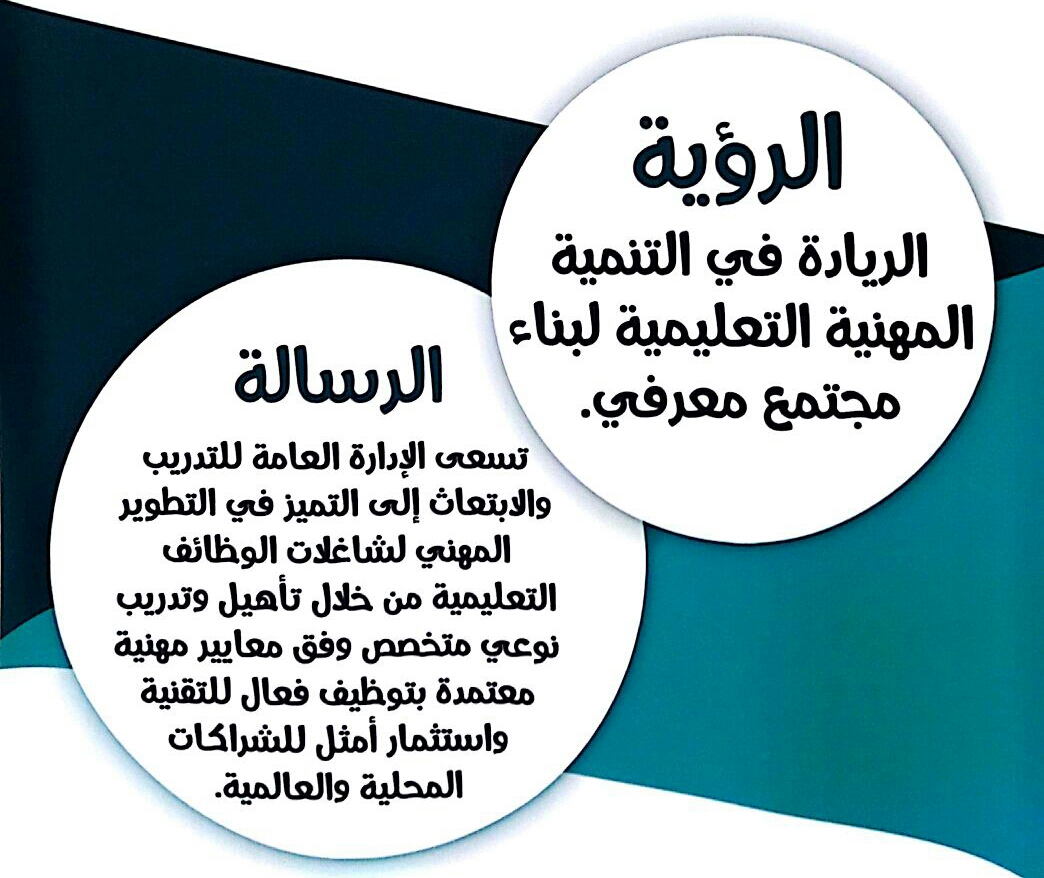 الرؤية
الريادة في التنمية
المهنية التعليمية لبناء
مجتمع معرفي.
الرسالة
تسعى الإدارة العامة للتدريب
والابتعاث إلى التميز في التطوير
المهني لشاغلات الوظائف
التعليمية من خلال تأهيل وتدريب
نوعي متخصص وفق معايير مهنية
معتمدة بتوظيف فعال للتقنية
واستثمار أمثل للشراكات
المحلية والعالمية.